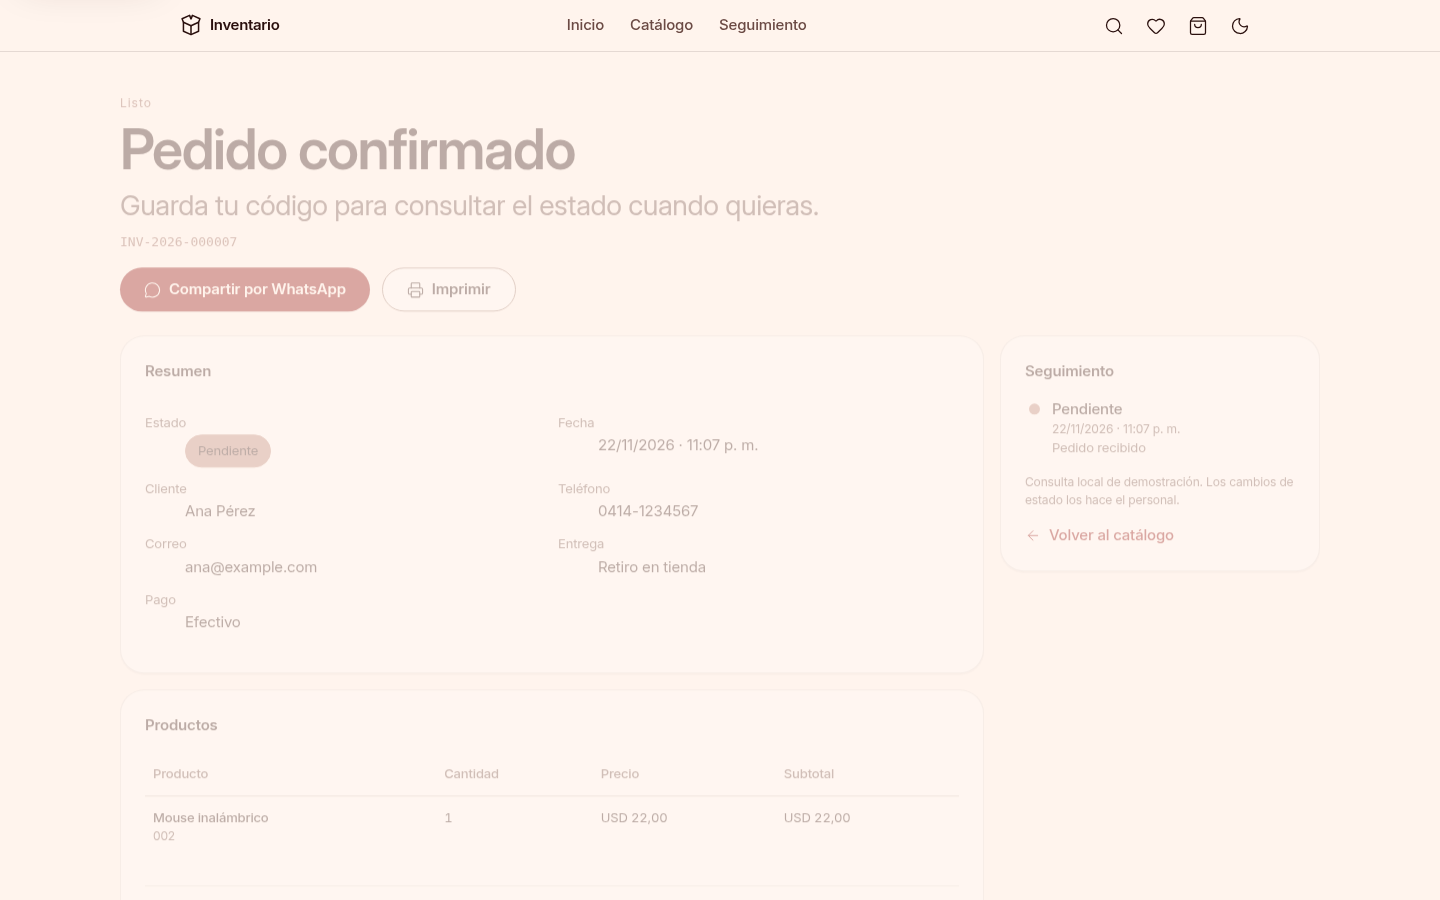 Inventario
Inicio Catálogo Seguimiento
Listo
Pedido confirmado
Guarda tu código para consultar el estado cuando quieras.
INV-2026-000007
Compartir por WhatsApp Imprimir
Resumen
Estado
Pendiente
Fecha
22/11/2026 · 11:07 p. m.
Cliente
Ana Pérez
Teléfono
0414-1234567
Correo
ana@example.com
Entrega
Retiro en tienda
Pago
Efectivo
Seguimiento
Pendiente
22/11/2026 · 11:07 p. m.
Pedido recibido
Consulta local de demostración. Los cambios de
estado los hace el personal.
Volver al catálogo
Productos
Producto Cantidad Precio Subtotal
Mouse inalámbrico 1 USD 22,00 USD 22,00
002